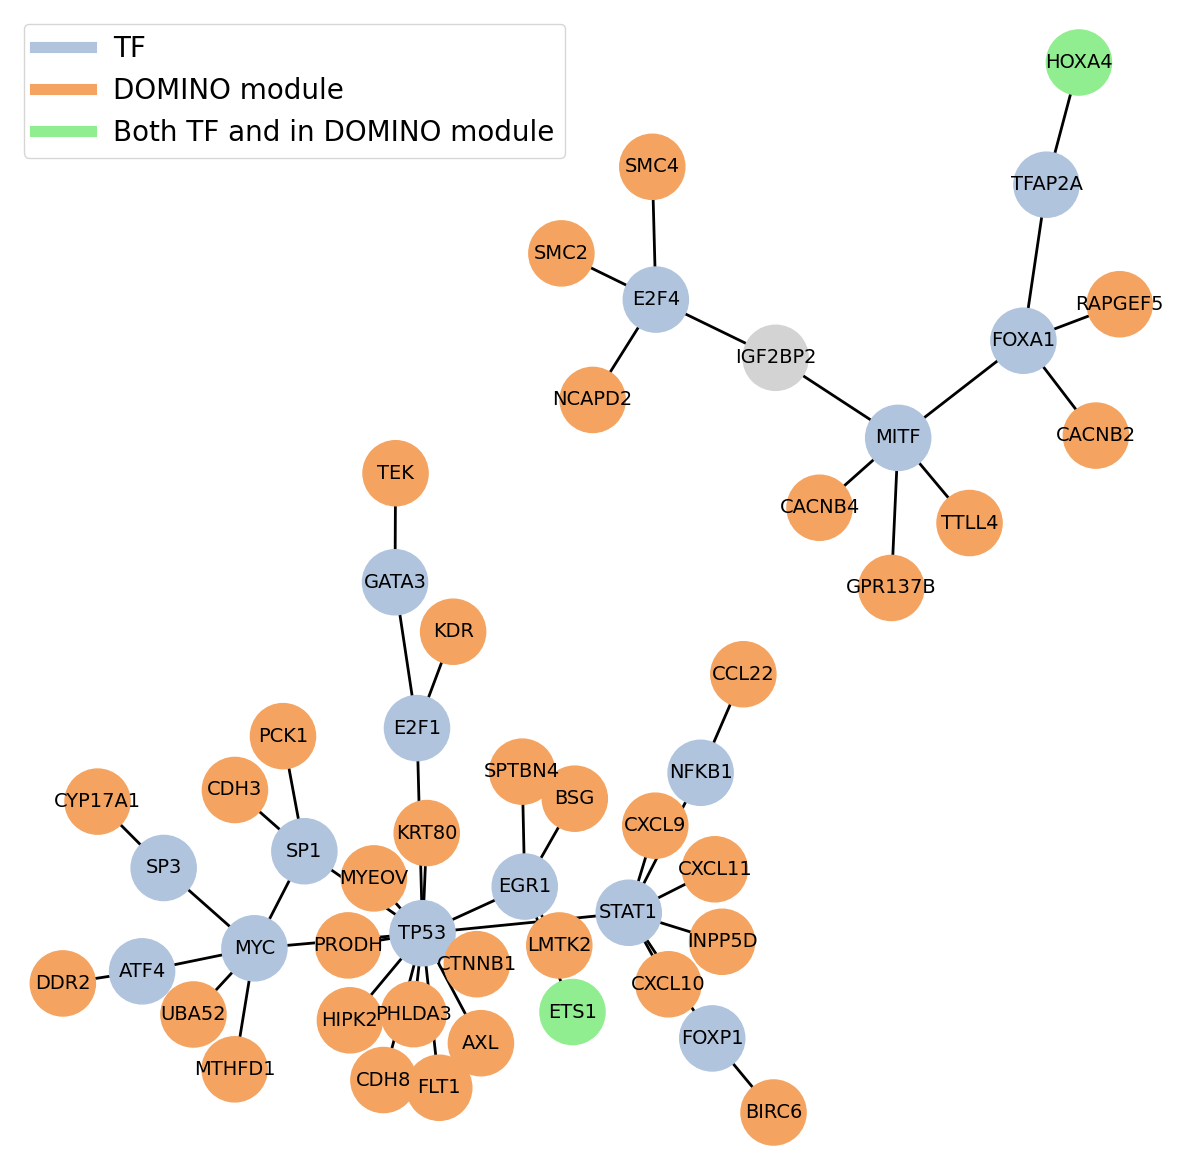 TF
DOMINO module
Both TF and in DOMINO module
HOXA4
SMC4
TFAP2A
SMC2
E2F4
RAPGEF5
FOXA1
IGF2BP2
NCAPD2
MITF
CACNB2
TEK
CACNB4
TTLL4
GATA3
GPR137B
KDR
CCL22
E2F1
PCK1
SPTBN4
NFKB1
CDH3
BSG
CYP17A1
CXCL9
KRT80
SP1
SP3
CXCL11
MYEOV
EGR1
STAT1
TP53
INPP5D
PRODH
LMTK2
MYC
CTNNB1
ATF4
DDR2
CXCL10
ETS1
UBA52
PHLDA3
HIPK2
FOXP1
AXL
MTHFD1
CDH8
FLT1
BIRC6